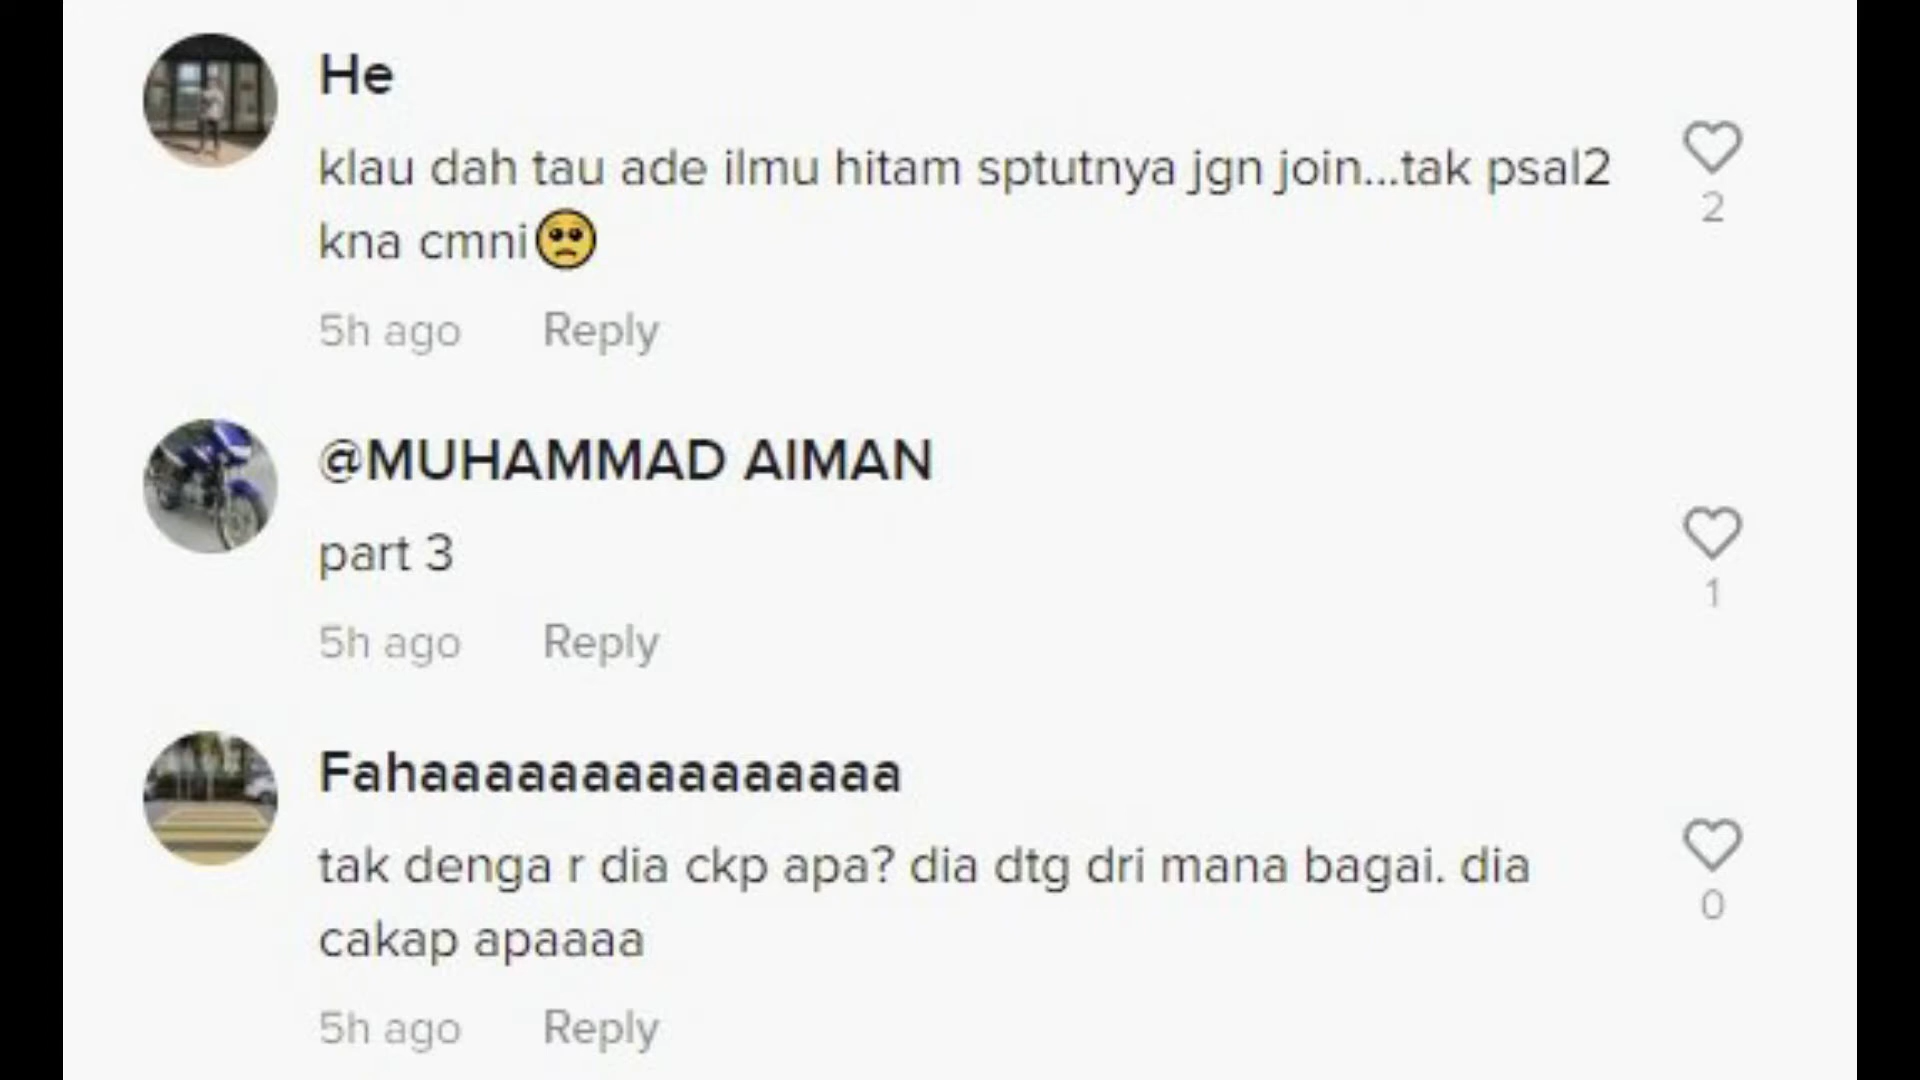 He
klau dah tau ade ilmu hitam sptutnya jgn join...tak psal2
kna cmni🥺
2
5h ago Reply
@MUHAMMAD AIMAN
part 3
1
5h ago Reply
Fahaaaaaaaaaaaaaaa
tak denga r dia ckp apa? dia dtg dri mana bagai. dia
cakap apaaaa
0
5h ago Reply